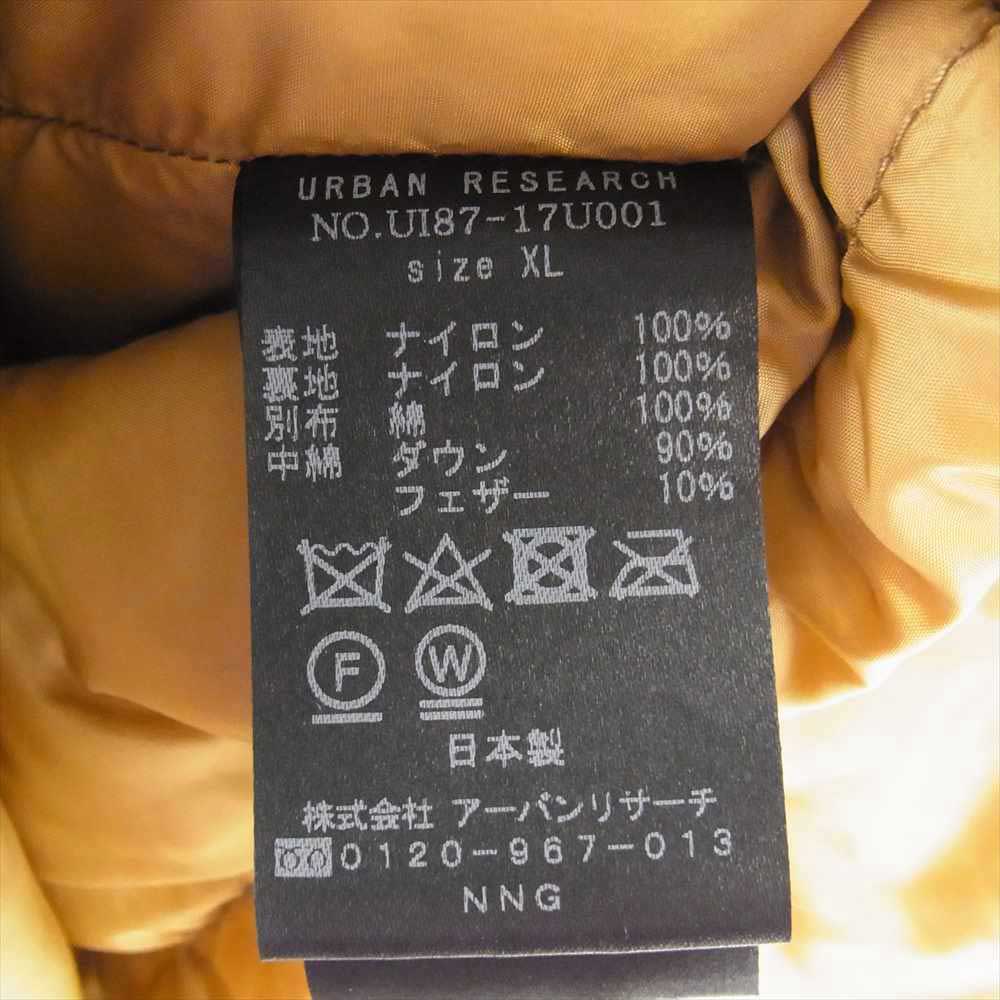 URBAN RESEARCH
NO.UI87-17U001
size XL
表地 ナイロン 100%
裏地 ナイロン 100%
別布 綿 100%
中綿 ダウン 90%
フェザー 10%
F W
日本製
株式会社 アーバンリサーチ
0120-967-013
NNG